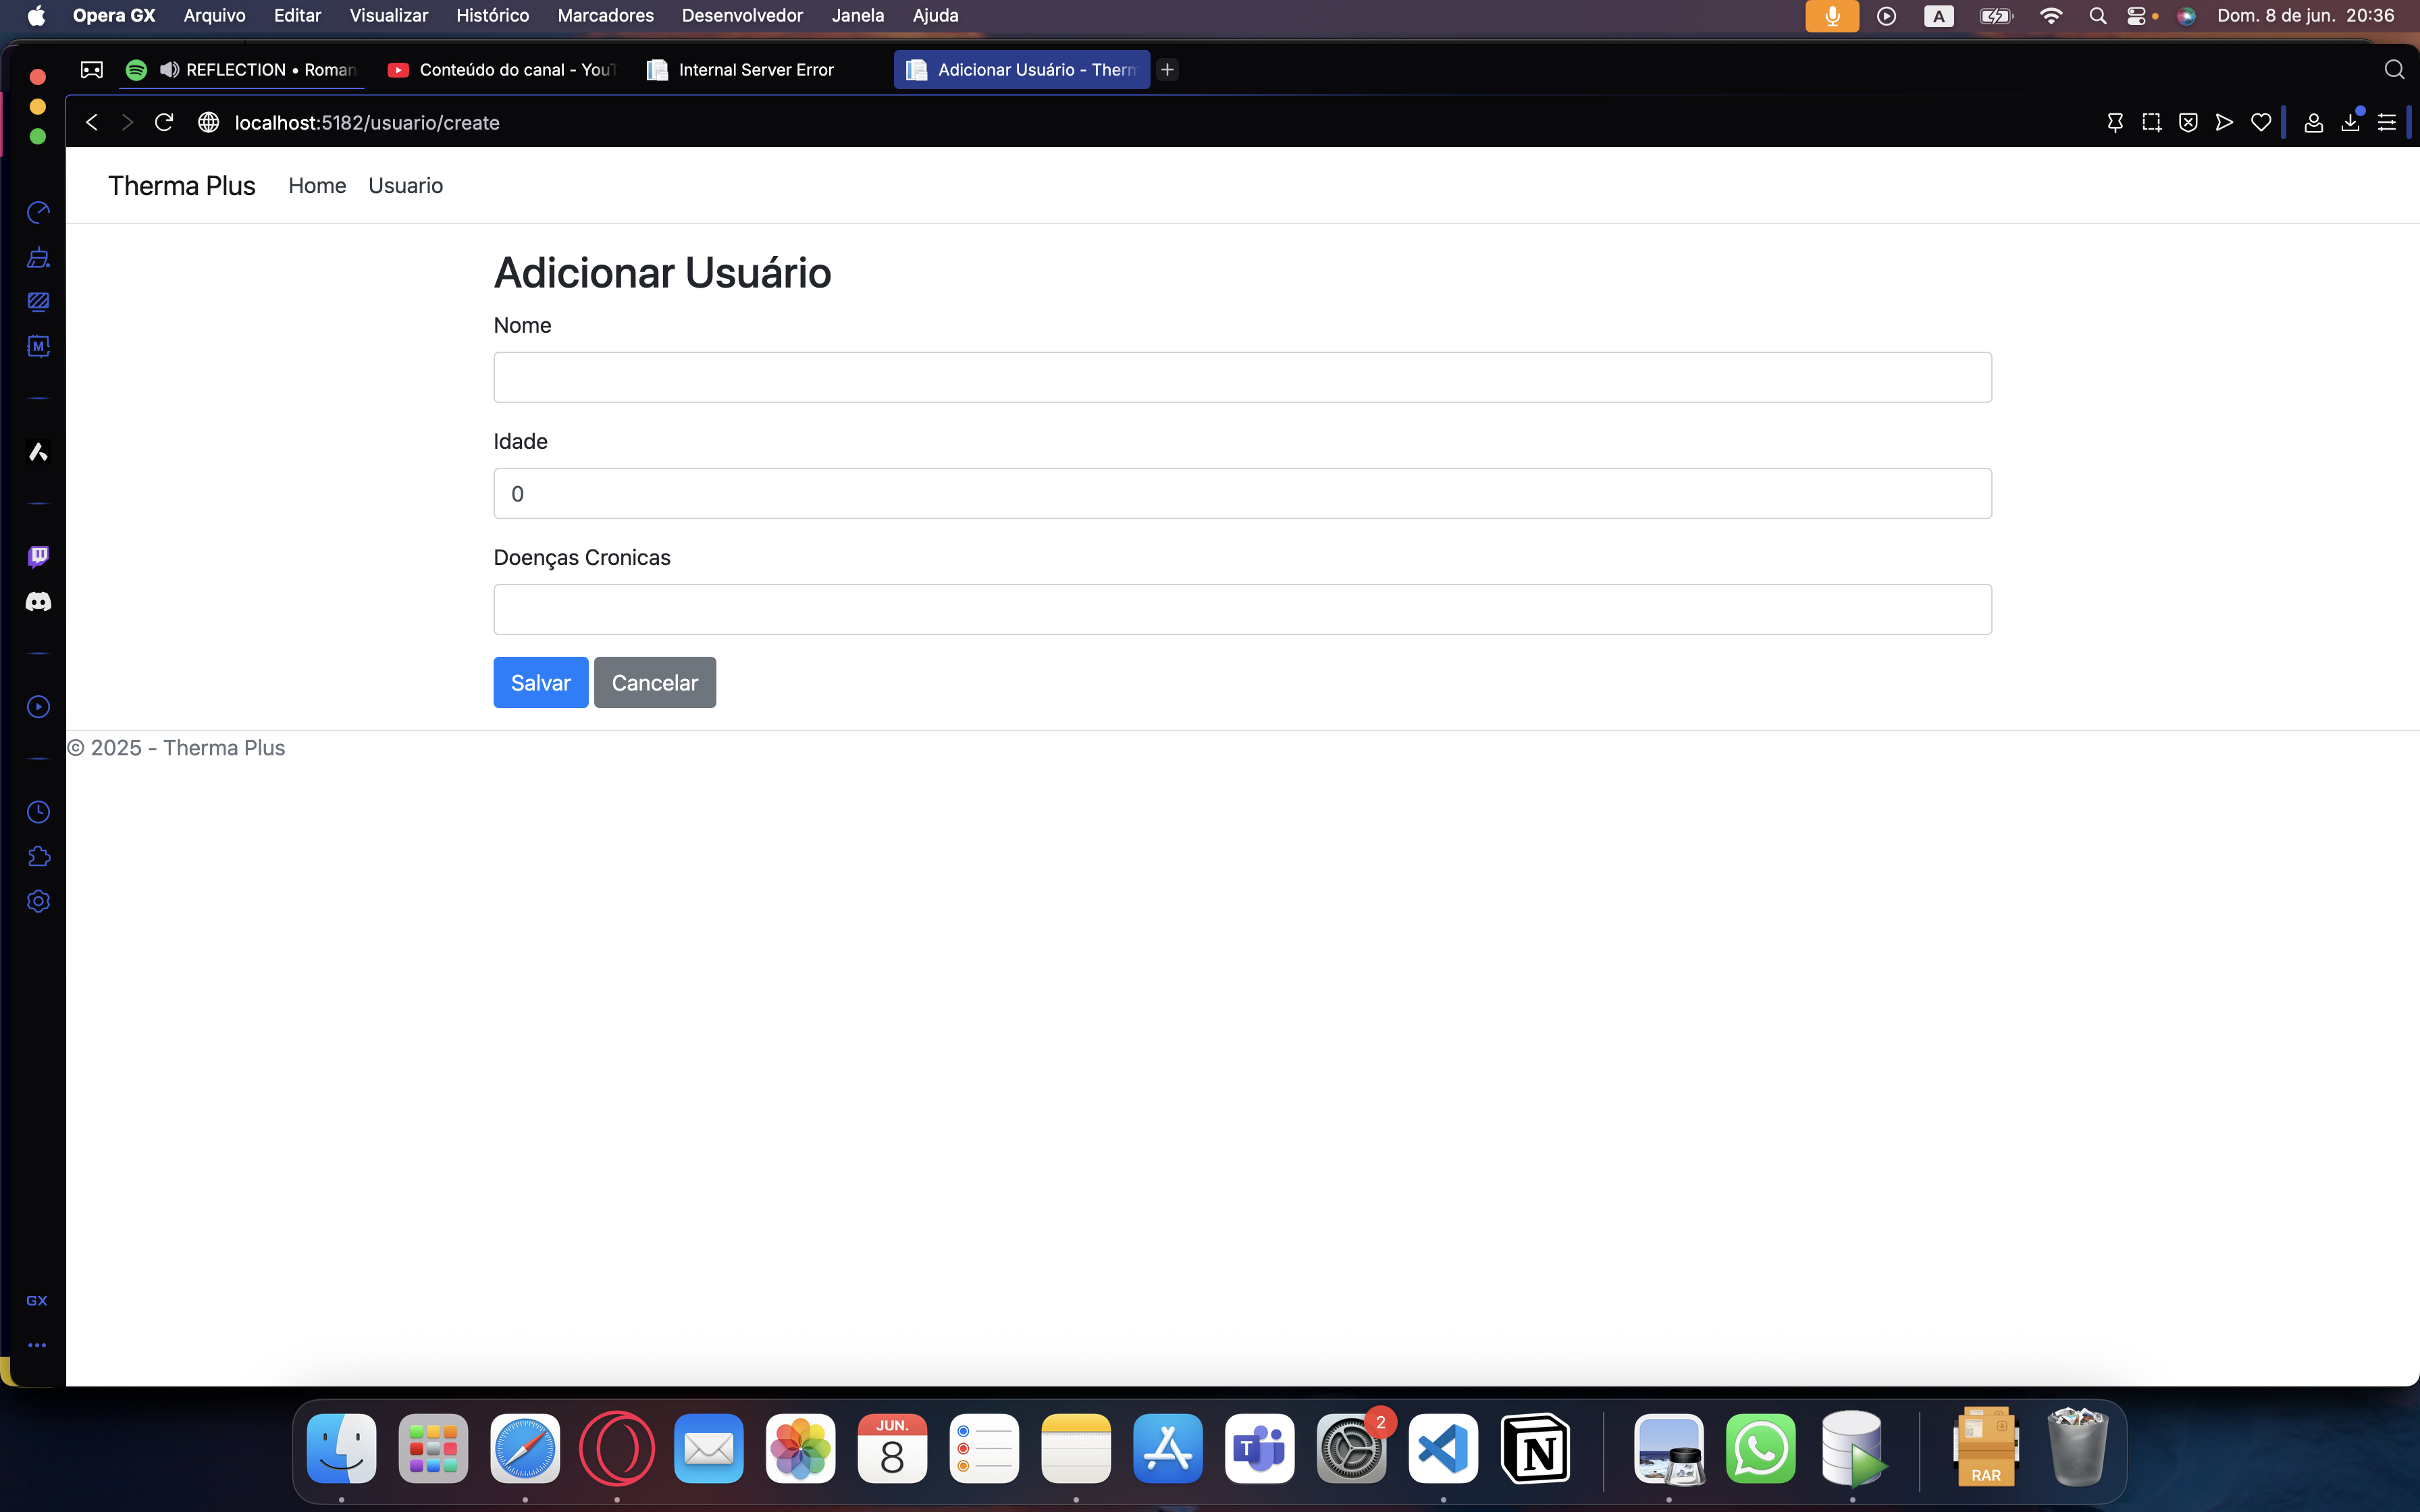 Opera GX Arquivo Editar Visualizar Histórico Marcadores Desenvolvedor Janela Ajuda A Dom. 8 de jun. 20:36
REFLECTION • Roman Conteúdo do canal - You Internal Server Error Adicionar Usuário - Therm
localhost:5182/usuario/create
Therma Plus Home Usuario
Adicionar Usuário
Nome
Idade
0
Doenças Cronicas
Salvar Cancelar
© 2025 - Therma Plus
M
GX
JUN.
8
T
2
N
RAR